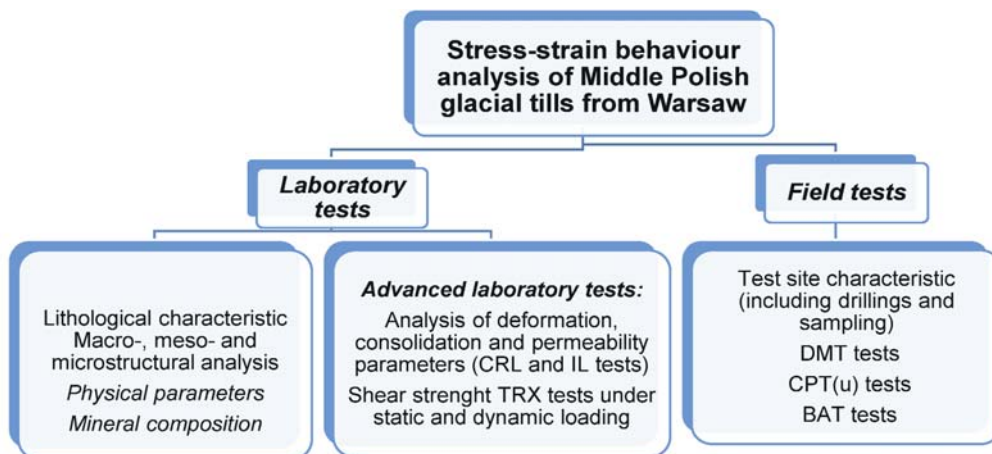 Stress-strain behaviour
analysis of Middle Polish
glacial tills from Warsaw
Laboratory
tests
Field tests
Lithological characteristic
Macro-, meso- and
microstructural analysis
Physical parameters
Mineral composition
Advanced laboratory tests:
Analysis of deformation,
consolidation and permeability
parameters (CRL and IL tests)
Shear strenght TRX tests under
static and dynamic loading
Test site characteristic
(including drillings and
sampling)
DMT tests
CPT(u) tests
BAT tests